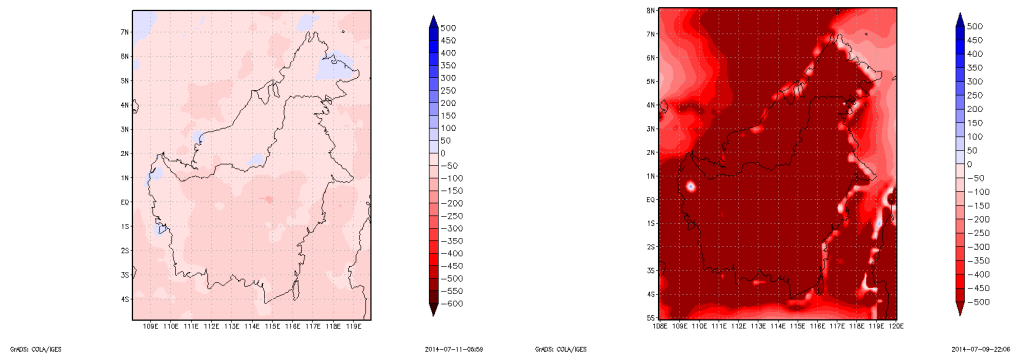 7N
6N
5N
4N
3N
2N
1N
EQ
1S
2S
3S
4S
109E 110E 111E 112E 113E 114E 115E 116E 117E 118E 119E
500
450
400
350
300
250
200
150
100
50
0
-50
-100
-150
-200
-250
-300
-350
-400
-450
-500
-550
-600
GrADS: COLA/IGES
2014-07-11-06:59
8N
7N
6N
5N
4N
3N
2N
1N
EQ
1S
2S
3S
4S
5S
108E 109E 110E 111E 112E 113E 114E 115E 116E 117E 118E 119E 120E
500
450
400
350
300
250
200
150
100
50
0
-50
-100
-150
-200
-250
-300
-350
-400
-450
-500
GrADS: COLA/IGES
2014-07-09-22:06